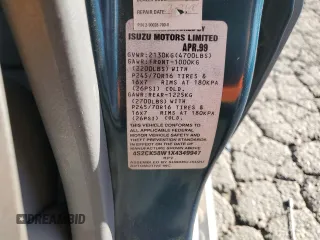 REPAIR DATE
ISUZU MOTORS LIMITED
APR.99
GVWR:2130KG(4700LBS)
GAWR:FRONT-1000KG
(2200LBS) WITH
P245/70R16 TIRES &
16x7 RIMS AT 180KPA
(26PSI) COLD,
GAWR:REAR-1225KG
(2700LBS) WITH
P245/70R16 TIRES &
16x7 RIMS AT 180KPA
(26PSI) COLD.
THIS VEHICLE CONFORMS TO ALL
APPLICABLE FEDERAL
MOTOR VEHICLE SAFETY
AND THEFT PREVENTION
STANDARDS IN EFFECT
ON THE DATE OF
MANUFACTURE SHOWN ABOVE
4S2CK58W1X4349947
MPV